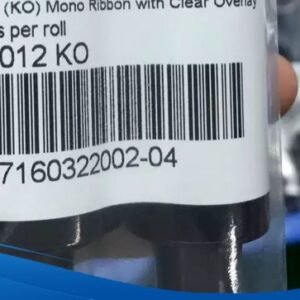 (KO) Mono Ribbon with Clear Overlay
s per roll
012 KO
7160322002-04